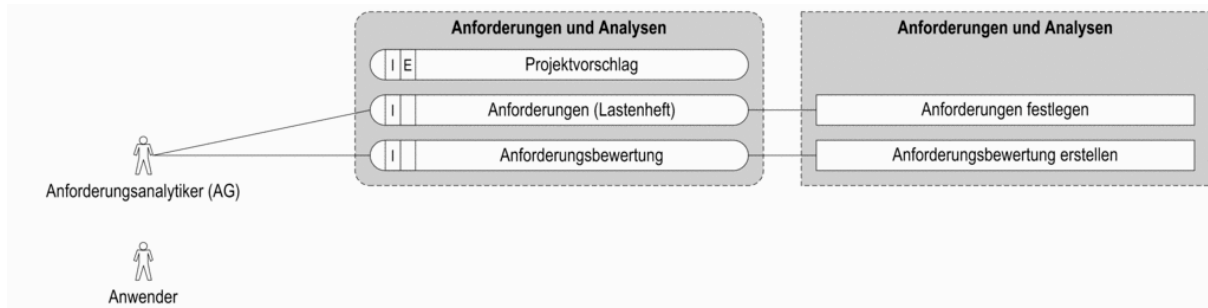 Anforderungen und Analysen
Anforderungen und Analysen
I E Projektvorschlag
I Anforderungen (Lastenheft)
Anforderungen festlegen
I Anforderungsbewertung
Anforderungsbewertung erstellen
Anforderungsanalytiker (AG)
Anwender